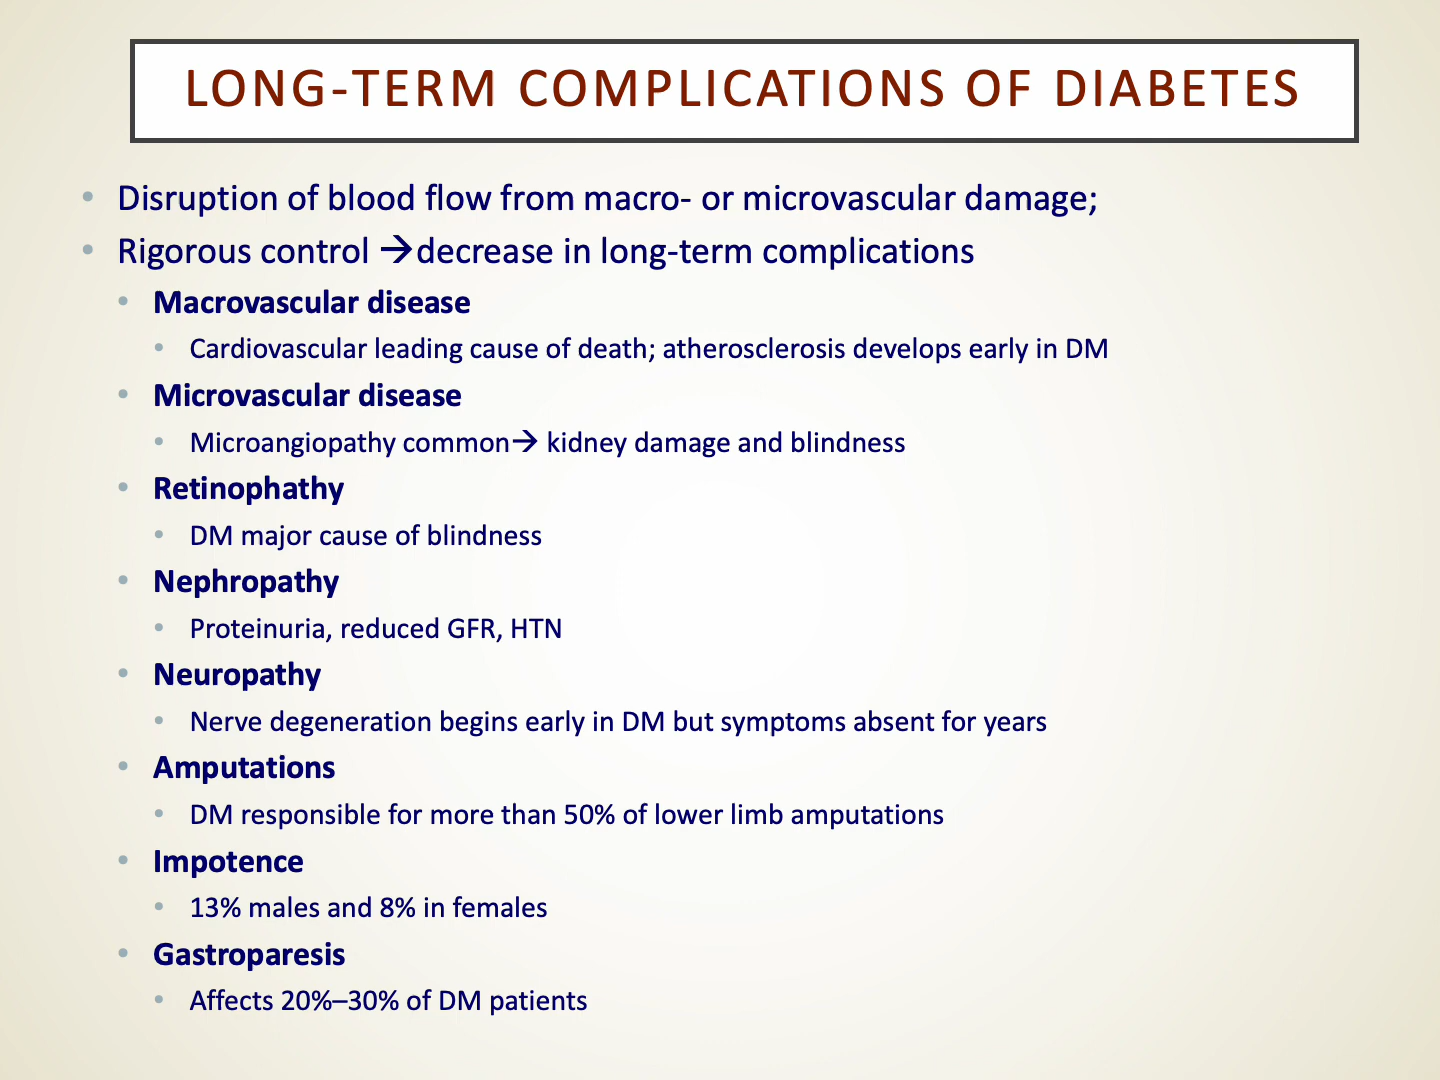 LONG-TERM COMPLICATIONS OF DIABETES
• Disruption of blood flow from macro- or microvascular damage;
• Rigorous control →decrease in long-term complications
• Macrovascular disease
• Cardiovascular leading cause of death; atherosclerosis develops early in DM
• Microvascular disease
• Microangiopathy common→ kidney damage and blindness
• Retinophathy
• DM major cause of blindness
• Nephropathy
• Proteinuria, reduced GFR, HTN
• Neuropathy
• Nerve degeneration begins early in DM but symptoms absent for years
• Amputations
• DM responsible for more than 50% of lower limb amputations
• Impotence
• 13% males and 8% in females
• Gastroparesis
• Affects 20%–30% of DM patients